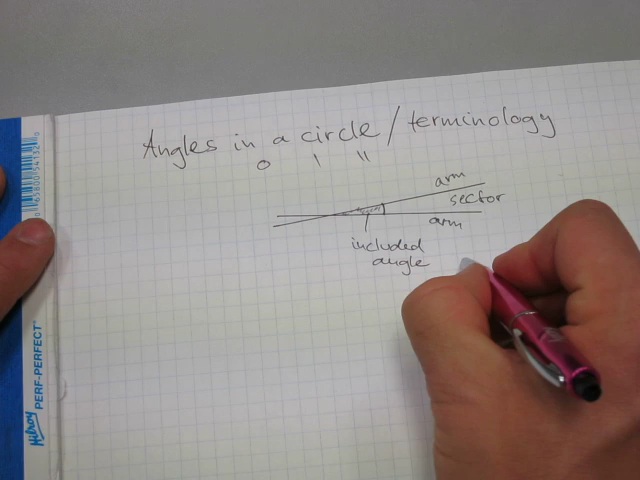 Angles in a circle / terminology
° ' "
arm
sector
arm
included
angle
Hilroy PERF-PERFECT